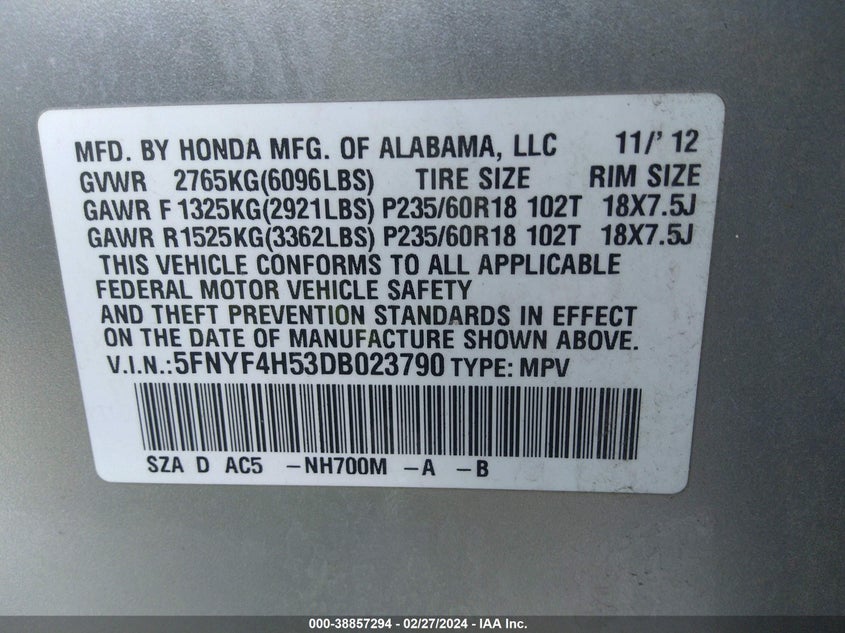 MFD. BY HONDA MFG. OF ALABAMA, LLC 11/' 12
GVWR 2765KG(6096LBS) TIRE SIZE RIM SIZE
GAWR F 1325KG(2921LBS) P235/60R18 102T 18X7.5J
GAWR R1525KG(3362LBS) P235/60R18 102T 18X7.5J
THIS VEHICLE CONFORMS TO ALL APPLICABLE
FEDERAL MOTOR VEHICLE SAFETY
AND THEFT PREVENTION STANDARDS IN EFFECT
ON THE DATE OF MANUFACTURE SHOWN ABOVE.
V.I.N.:5FNYF4H53DB023790 TYPE: MPV
SZA D AC5 -NH700M -A -B
000-38857294 - 02/27/2024 - IAA Inc.